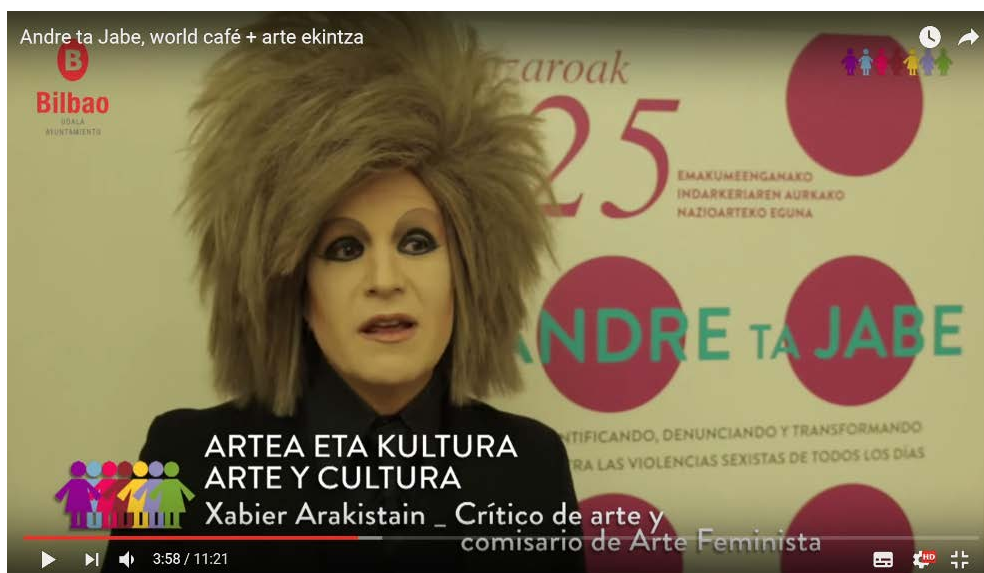 Andre ta Jabe, world café + arte ekintza
B
Bilbao
UDALA
AYUNTAMIENTO
zaroak
25
EMAKUMEENGANAKO
INDARKERIAREN AURKAKO
NAZIOARTEKO EGUNA
ANDRE TA JABE
NTIFICANDO, DENUNCIANDO Y TRANSFORMANDO
TRA LAS VIOLENCIAS SEXISTAS DE TODOS LOS DÍAS
ARTEA ETA KULTURA
ARTE Y CULTURA
Xabier Arakistain _ Crítico de arte y
comisario de Arte Feminista
3:58 / 11:21
HD